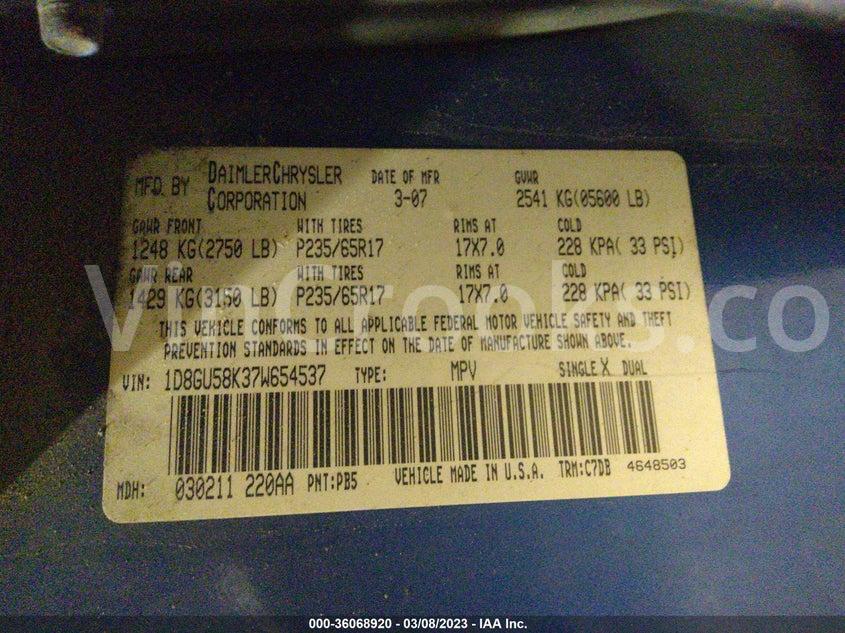 MFD BY DAIMLERCHRYSLER CORPORATION DATE OF MFR 3-07 GVWR 2541 KG(05600 LB)
GAWR FRONT WITH TIRES RIMS AT COLD
1248 KG(2750 LB) P235/65R17 17X7.0 228 KPA( 33 PSI)
GAWR REAR WITH TIRES RIMS AT COLD
1429 KG(3150 LB) P235/65R17 17X7.0 228 KPA( 33 PSI)
THIS VEHICLE CONFORMS TO ALL APPLICABLE FEDERAL MOTOR VEHICLE SAFETY AND THEFT
PREVENTION STANDARDS IN EFFECT ON THE DATE OF MANUFACTURE SHOWN ABOVE.
VIN: 1D8GU58K37W654537 TYPE: MPV SINGLE X DUAL
MDH: 030211 220AA PNT:PB5 VEHICLE MADE IN U.S.A. TRM:C7DB 4648503
000-36068920 - 03/08/2023 - IAA Inc.